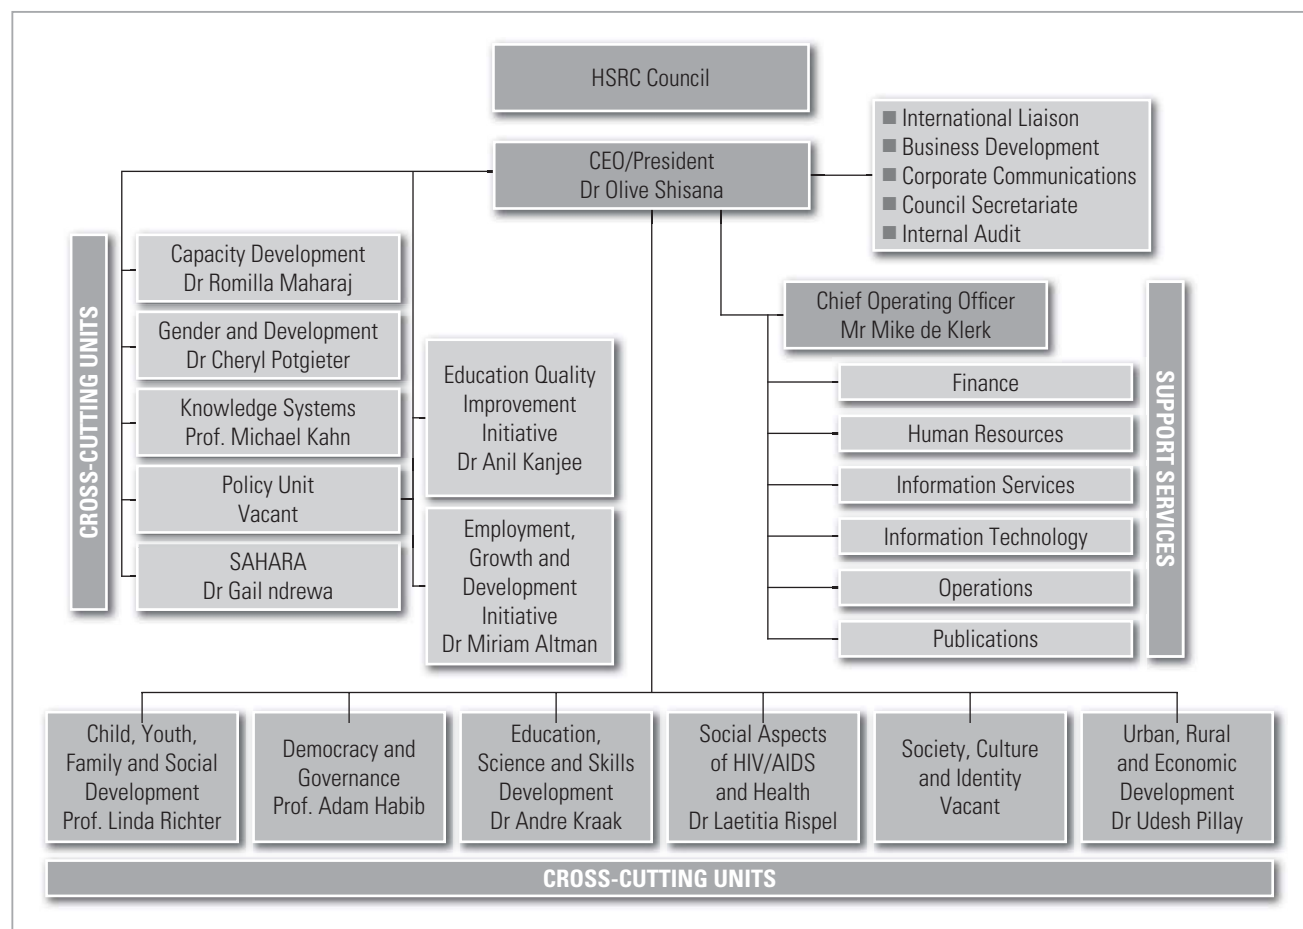 HSRC Council
CEO/President
Dr Olive Shisana
■ International Liaison
■ Business Development
■ Corporate Communications
■ Council Secretariate
■ Internal Audit
CROSS-CUTTING UNITS
Capacity Development
Dr Romilla Maharaj
Gender and Development
Dr Cheryl Potgieter
Knowledge Systems
Prof. Michael Kahn
Policy Unit
Vacant
SAHARA
Dr Gail ndrewa
Education Quality
Improvement
Initiative
Dr Anil Kanjee
Employment,
Growth and
Development
Initiative
Dr Miriam Altman
Chief Operating Officer
Mr Mike de Klerk
Finance
Human Resources
Information Services
Information Technology
Operations
Publications
SUPPORT SERVICES
Child, Youth,
Family and Social
Development
Prof. Linda Richter
Democracy and
Governance
Prof. Adam Habib
Education,
Science and Skills
Development
Dr Andre Kraak
Social Aspects
of HIV/AIDS
and Health
Dr Laetitia Rispel
Society, Culture
and Identity
Vacant
Urban, Rural
and Economic
Development
Dr Udesh Pillay
CROSS-CUTTING UNITS